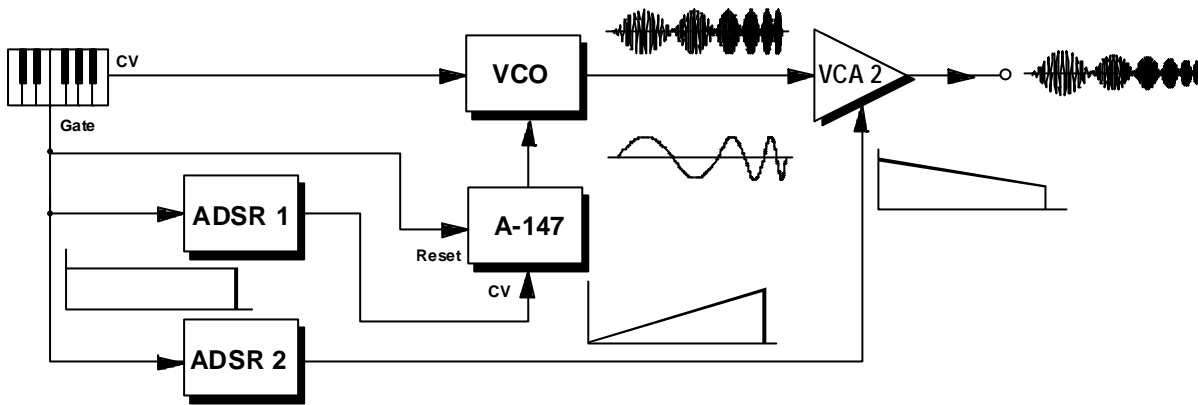 CV
VCO
VCA 2
Gate
ADSR 1
A-147
Reset
CV
ADSR 2